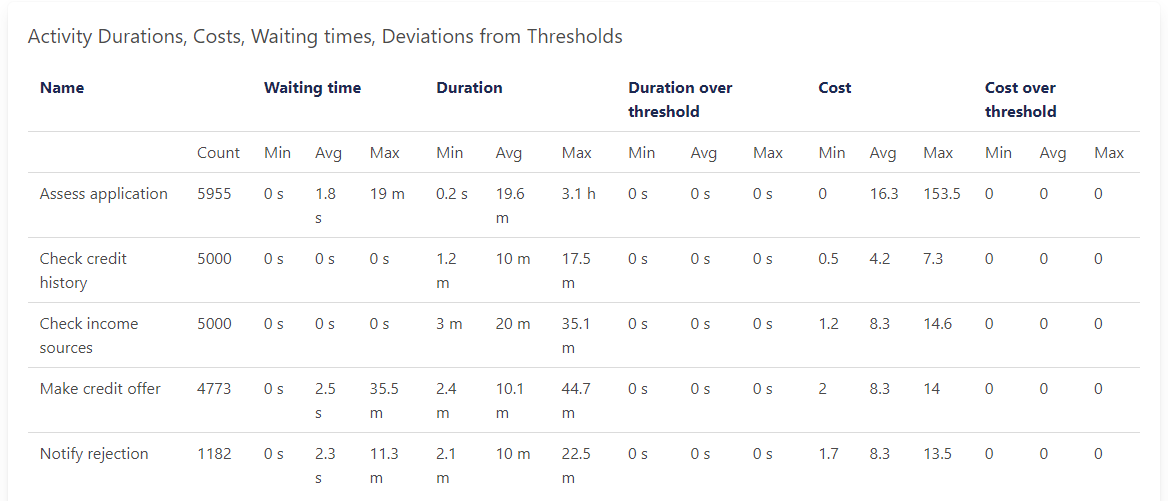 Activity Durations, Costs, Waiting times, Deviations from Thresholds
Name Waiting time Duration Duration over threshold Cost Cost over threshold
Count Min Avg Max Min Avg Max Min Avg Max Min Avg Max Min Avg Max
Assess application 5955 0 s 1.8 s 19 m 0.2 s 19.6 m 3.1 h 0 s 0 s 0 s 0 16.3 153.5 0 0 0
Check credit history 5000 0 s 0 s 0 s 1.2 m 10 m 17.5 m 0 s 0 s 0 s 0.5 4.2 7.3 0 0 0
Check income sources 5000 0 s 0 s 0 s 3 m 20 m 35.1 m 0 s 0 s 0 s 1.2 8.3 14.6 0 0 0
Make credit offer 4773 0 s 2.5 s 35.5 m 2.4 m 10.1 m 44.7 m 0 s 0 s 0 s 2 8.3 14 0 0 0
Notify rejection 1182 0 s 2.3 s 11.3 m 2.1 m 10 m 22.5 m 0 s 0 s 0 s 1.7 8.3 13.5 0 0 0